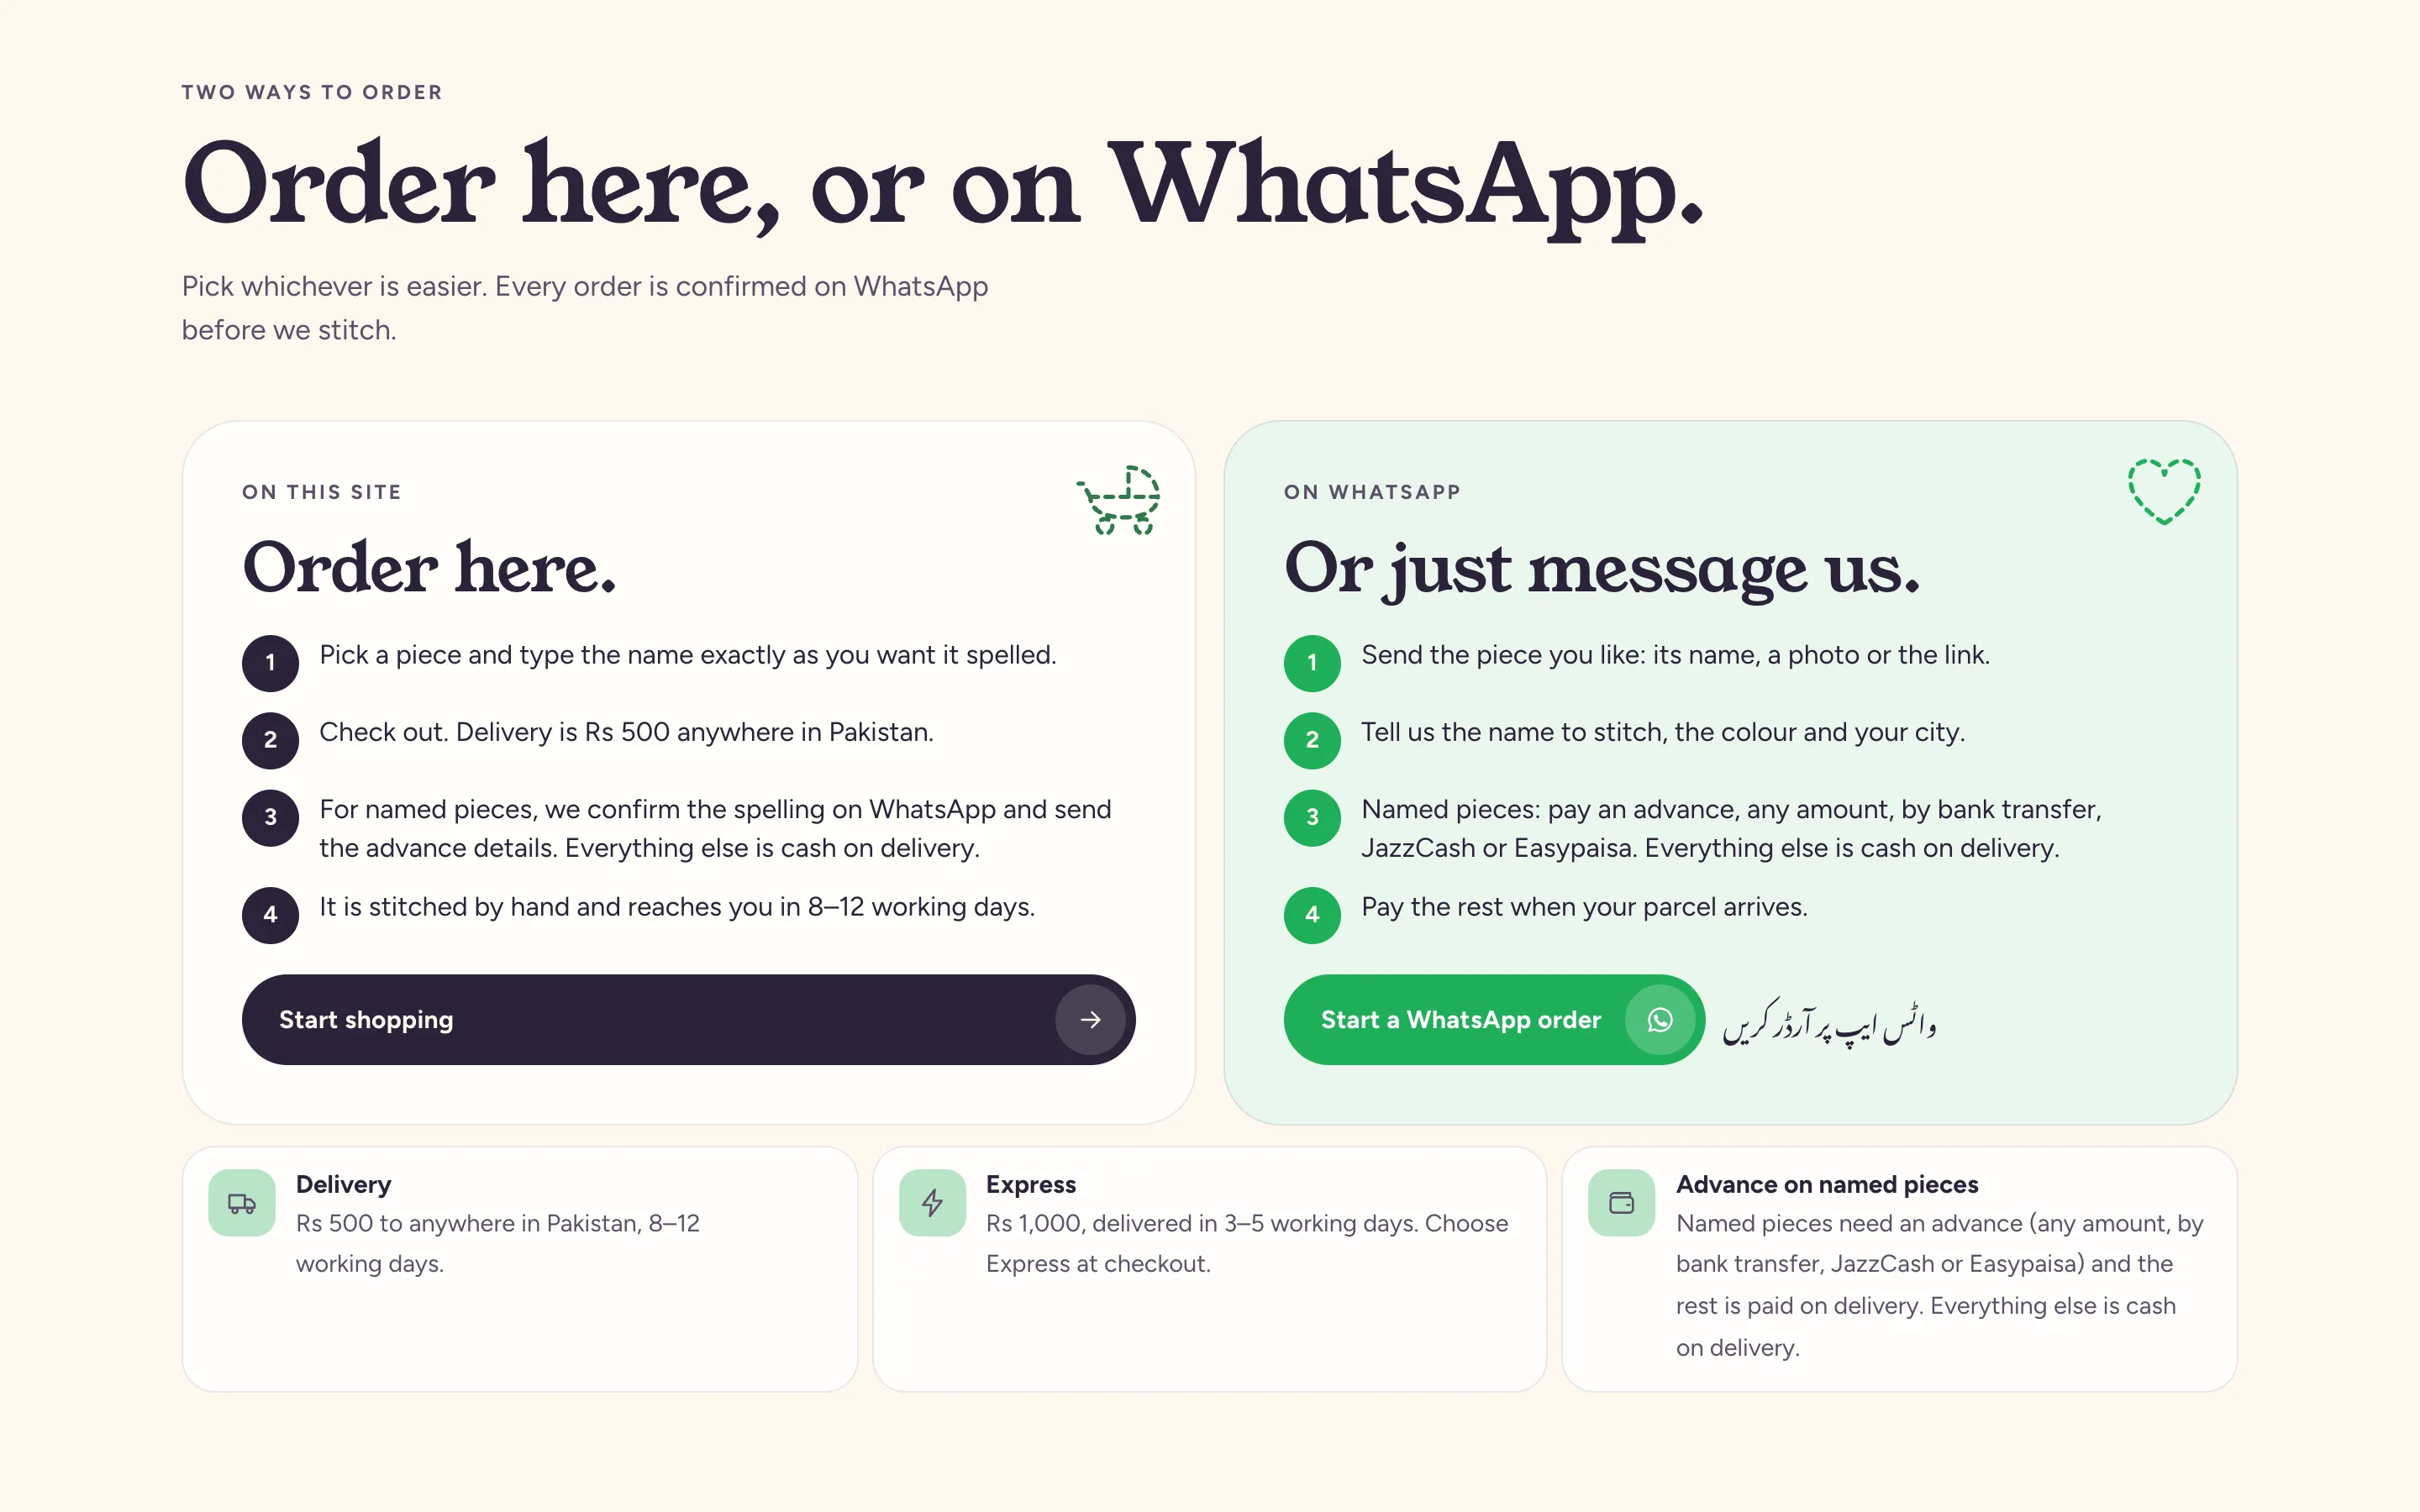 TWO WAYS TO ORDER
Order here, or on WhatsApp.
Pick whichever is easier. Every order is confirmed on WhatsApp
before we stitch.
ON THIS SITE
Order here.
1 Pick a piece and type the name exactly as you want it spelled.
2 Check out. Delivery is Rs 500 anywhere in Pakistan.
3 For named pieces, we confirm the spelling on WhatsApp and send
the advance details. Everything else is cash on delivery.
4 It is stitched by hand and reaches you in 8–12 working days.
Start shopping
ON WHATSAPP
Or just message us.
1 Send the piece you like: its name, a photo or the link.
2 Tell us the name to stitch, the colour and your city.
3 Named pieces: pay an advance, any amount, by bank transfer,
JazzCash or Easypaisa. Everything else is cash on delivery.
4 Pay the rest when your parcel arrives.
Start a WhatsApp order
واٹس ایپ پر آرڈر کریں
Delivery
Rs 500 to anywhere in Pakistan, 8–12
working days.
Express
Rs 1,000, delivered in 3–5 working days. Choose
Express at checkout.
Advance on named pieces
Named pieces need an advance (any amount, by
bank transfer, JazzCash or Easypaisa) and the
rest is paid on delivery. Everything else is cash
on delivery.